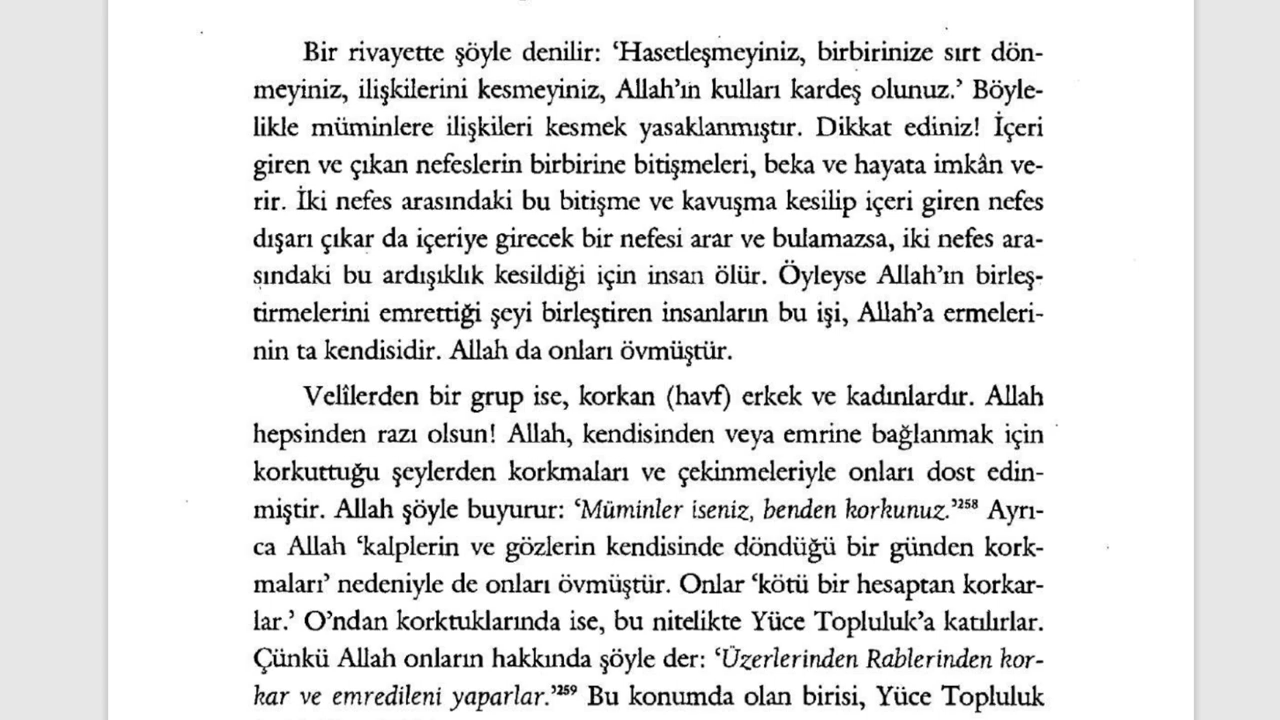 Bir rivayette şöyle denilir: ‘Hasetleşmeyiniz, birbirinize sırt dön-
meyiniz, ilişkilerini kesmeyiniz, Allah’ın kulları kardeş olunuz.’ Böyle-
likle müminlere ilişkileri kesmek yasaklanmıştır. Dikkat ediniz! İçeri
giren ve çıkan nefeslerin birbirine bitişmeleri, beka ve hayata imkân ve-
rir. İki nefes arasındaki bu bitişme ve kavuşma kesilip içeri giren nefes
dışarı çıkar da içeriye girecek bir nefesi arar ve bulamazsa, iki nefes ara-
sındaki bu ardışıklık kesildiği için insan ölür. Öyleyse Allah’ın birleş-
tirmelerini emrettiği şeyi birleştiren insanların bu işi, Allah’a ermeleri-
nin ta kendisidir. Allah da onları övmüştür.
Velîlerden bir grup ise, korkan (havf) erkek ve kadınlardır. Allah
hepsinden razı olsun! Allah, kendisinden veya emrine bağlanmak için
korkuttuğu şeylerden korkmaları ve çekinmeleriyle onları dost edin-
miştir. Allah şöyle buyurur: ‘Müminler iseniz, benden korkunuz.’²⁵⁸ Ayrı-
ca Allah ‘kalplerin ve gözlerin kendisinde döndüğü bir günden kork-
maları’ nedeniyle de onları övmüştür. Onlar ‘kötü bir hesaptan korkar-
lar.’ O’ndan korktuklarında ise, bu nitelikte Yüce Topluluk’a katılırlar.
Çünkü Allah onların hakkında şöyle der: ‘Üzerlerinden Rablerinden kor-
kar ve emredileni yaparlar.’²⁵⁹ Bu konumda olan birisi, Yüce Topluluk